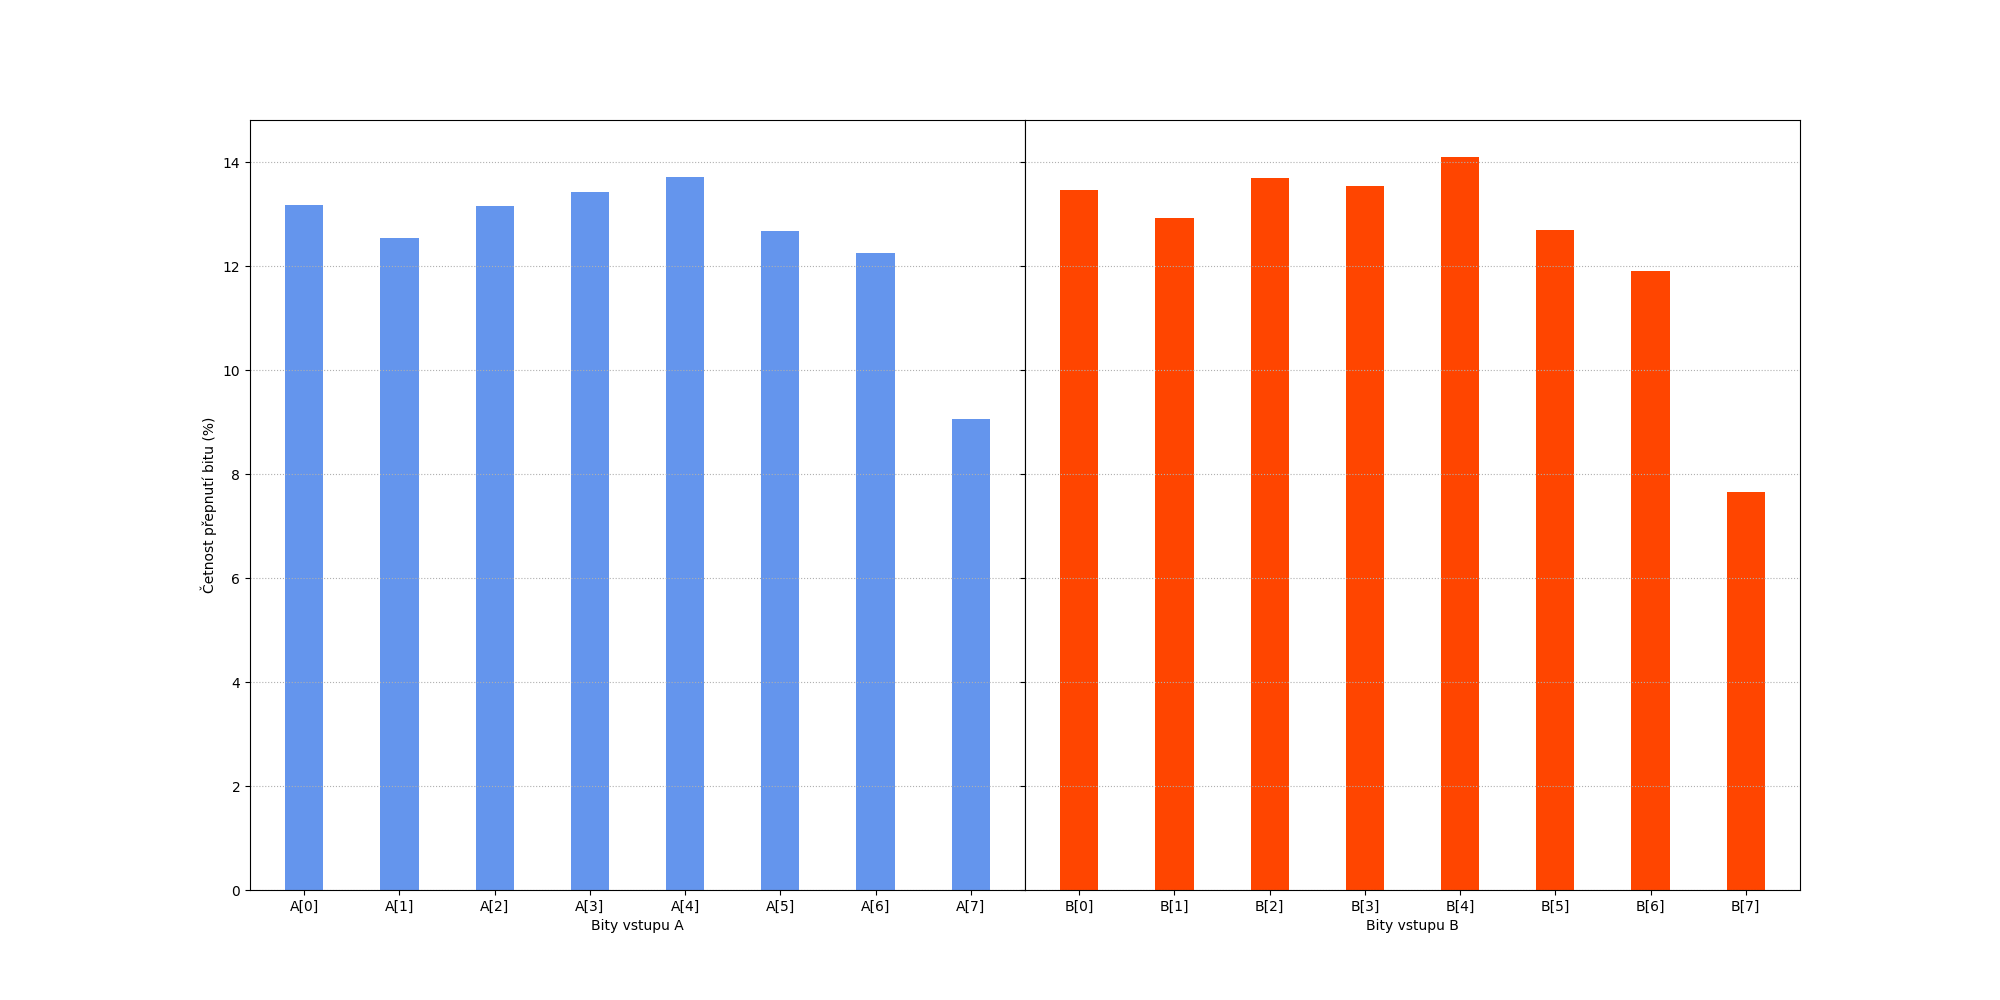 Četnost přepnutí bitu (%)
14
12
10
8
6
4
2
0
A[0] A[1] A[2] A[3] A[4] A[5] A[6] A[7]
Bity vstupu A
B[0] B[1] B[2] B[3] B[4] B[5] B[6] B[7]
Bity vstupu B